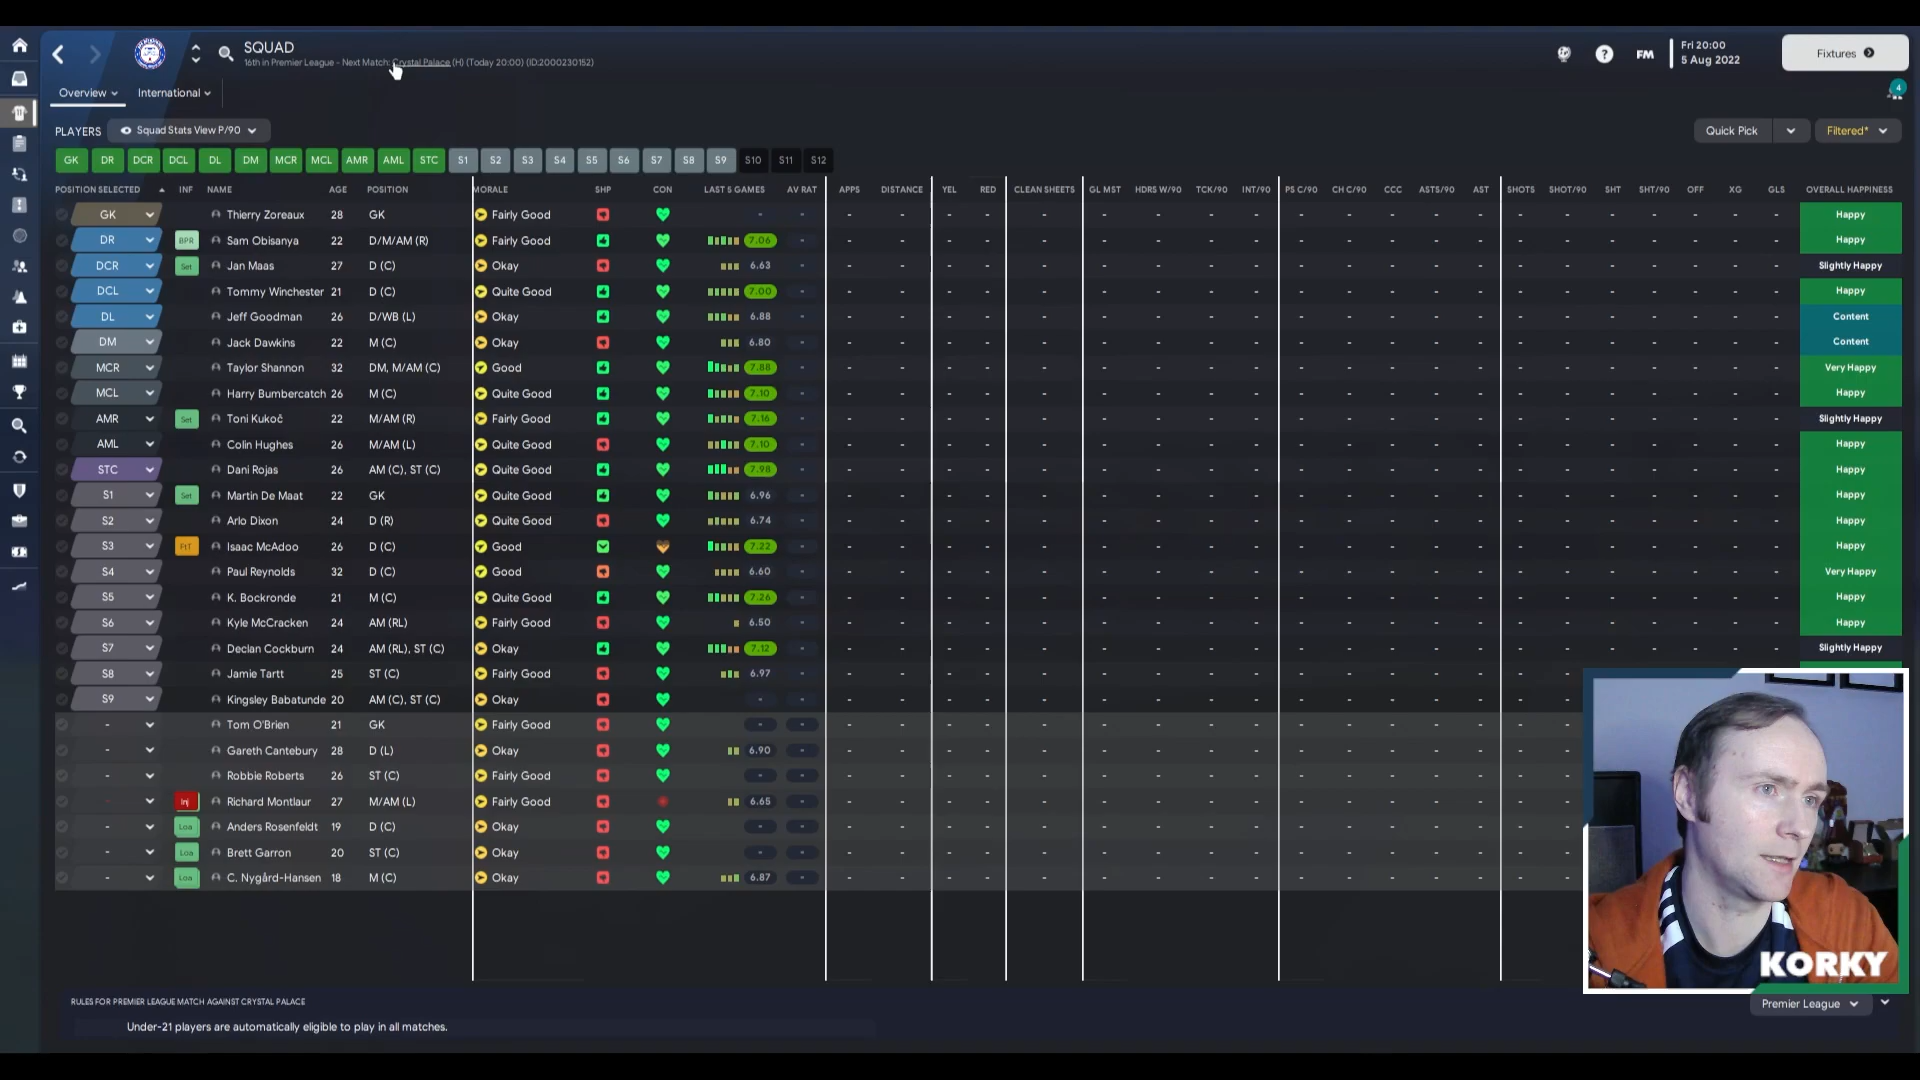 SQUAD
16th in Premier League - Next Match: Crystal Palace (H) (Today 20:00) (ID:2000230152)
FM
Fri 20:00
5 Aug 2022
Fixtures
Overview International
4
PLAYERS Squad Stats View P/90 Quick Pick Filtered*
GK DR DCR DCL DL DM MCR MCL AMR AML STC S1 S2 S3 S4 S5 S6 S7 S8 S9 S10 S11 S12
POSITION SELECTED INF NAME AGE POSITION MORALE SHP CON LAST 5 GAMES AV RAT APPS DISTANCE YEL RED CLEAN SHEETS GL MST HDRS W/90 TCK/90 INT/90 PS C/90 CH C/90 CCC ASTS/90 AST SHOTS SHOT/90 SHT SHT/90 OFF XG GLS OVERALL HAPPINESS
GK Thierry Zoreaux 28 GK Fairly Good - - - - - - - - - - - - - - - - - - - - - - - Happy
DR BPR Sam Obisanya 22 D/M/AM (R) Fairly Good 7.06 - - - - - - - - - - - - - - - - - - - - - - Happy
DCR Set Jan Maas 27 D (C) Okay 6.63 - - - - - - - - - - - - - - - - - - - - - - Slightly Happy
DCL Tommy Winchester 21 D (C) Quite Good 7.00 - - - - - - - - - - - - - - - - - - - - - - Happy
DL Jeff Goodman 26 D/WB (L) Okay 6.88 - - - - - - - - - - - - - - - - - - - - - - Content
DM Jack Dawkins 22 M (C) Okay 6.80 - - - - - - - - - - - - - - - - - - - - - - Content
MCR Taylor Shannon 32 DM, M/AM (C) Good 7.88 - - - - - - - - - - - - - - - - - - - - - - Very Happy
MCL Harry Bumbercatch 26 M (C) Quite Good 7.10 - - - - - - - - - - - - - - - - - - - - - - Happy
AMR Set Toni Kukoč 22 M/AM (R) Fairly Good 7.16 - - - - - - - - - - - - - - - - - - - - - - Slightly Happy
AML Colin Hughes 26 M/AM (L) Quite Good 7.10 - - - - - - - - - - - - - - - - - - - - - - Happy
STC Dani Rojas 26 AM (C), ST (C) Quite Good 7.98 - - - - - - - - - - - - - - - - - - - - - - Happy
S1 Set Martin De Maat 22 GK Quite Good 6.96 - - - - - - - - - - - - - - - - - - - - - - Happy
S2 Arlo Dixon 24 D (R) Quite Good 6.74 - - - - - - - - - - - - - - - - - - - - - - Happy
S3 FtT Isaac McAdoo 26 D (C) Good 7.22 - - - - - - - - - - - - - - - - - - - - - - Happy
S4 Paul Reynolds 32 D (C) Good 6.60 - - - - - - - - - - - - - - - - - - - - - - Very Happy
S5 K. Bockronde 21 M (C) Quite Good 7.26 - - - - - - - - - - - - - - - - - - - - - - Happy
S6 Kyle McCracken 24 AM (RL) Fairly Good 6.50 - - - - - - - - - - - - - - - - - - - - - - Happy
S7 Declan Cockburn 24 AM (RL), ST (C) Okay 7.12 - - - - - - - - - - - - - - - - - - - - - - Slightly Happy
S8 Jamie Tartt 25 ST (C) Fairly Good 6.97 - - - - - - - - - - - - - - -
S9 Kingsley Babatunde 20 AM (C), ST (C) Okay - - - - - - - - - - - - - - - -
- Tom O'Brien 21 GK Fairly Good - - - - - - - - - - - - - - - -
- Gareth Cantebury 28 D (L) Okay 6.90 - - - - - - - - - - - - - - -
- Robbie Roberts 26 ST (C) Fairly Good - - - - - - - - - - - - - - - -
- Inj Richard Montlaur 27 M/AM (L) Fairly Good 6.65 - - - - - - - - - - - - - - -
- Loa Anders Rosenfeldt 19 D (C) Okay - - - - - - - - - - - - - - - -
- Loa Brett Garron 20 ST (C) Okay - - - - - - - - - - - - - - - -
- Loa C. Nygård-Hansen 18 M (C) Okay 6.87 - - - - - - - - - - - - - - -
KORKY
RULES FOR PREMIER LEAGUE MATCH AGAINST CRYSTAL PALACE
Premier League
Under-21 players are automatically eligible to play in all matches.